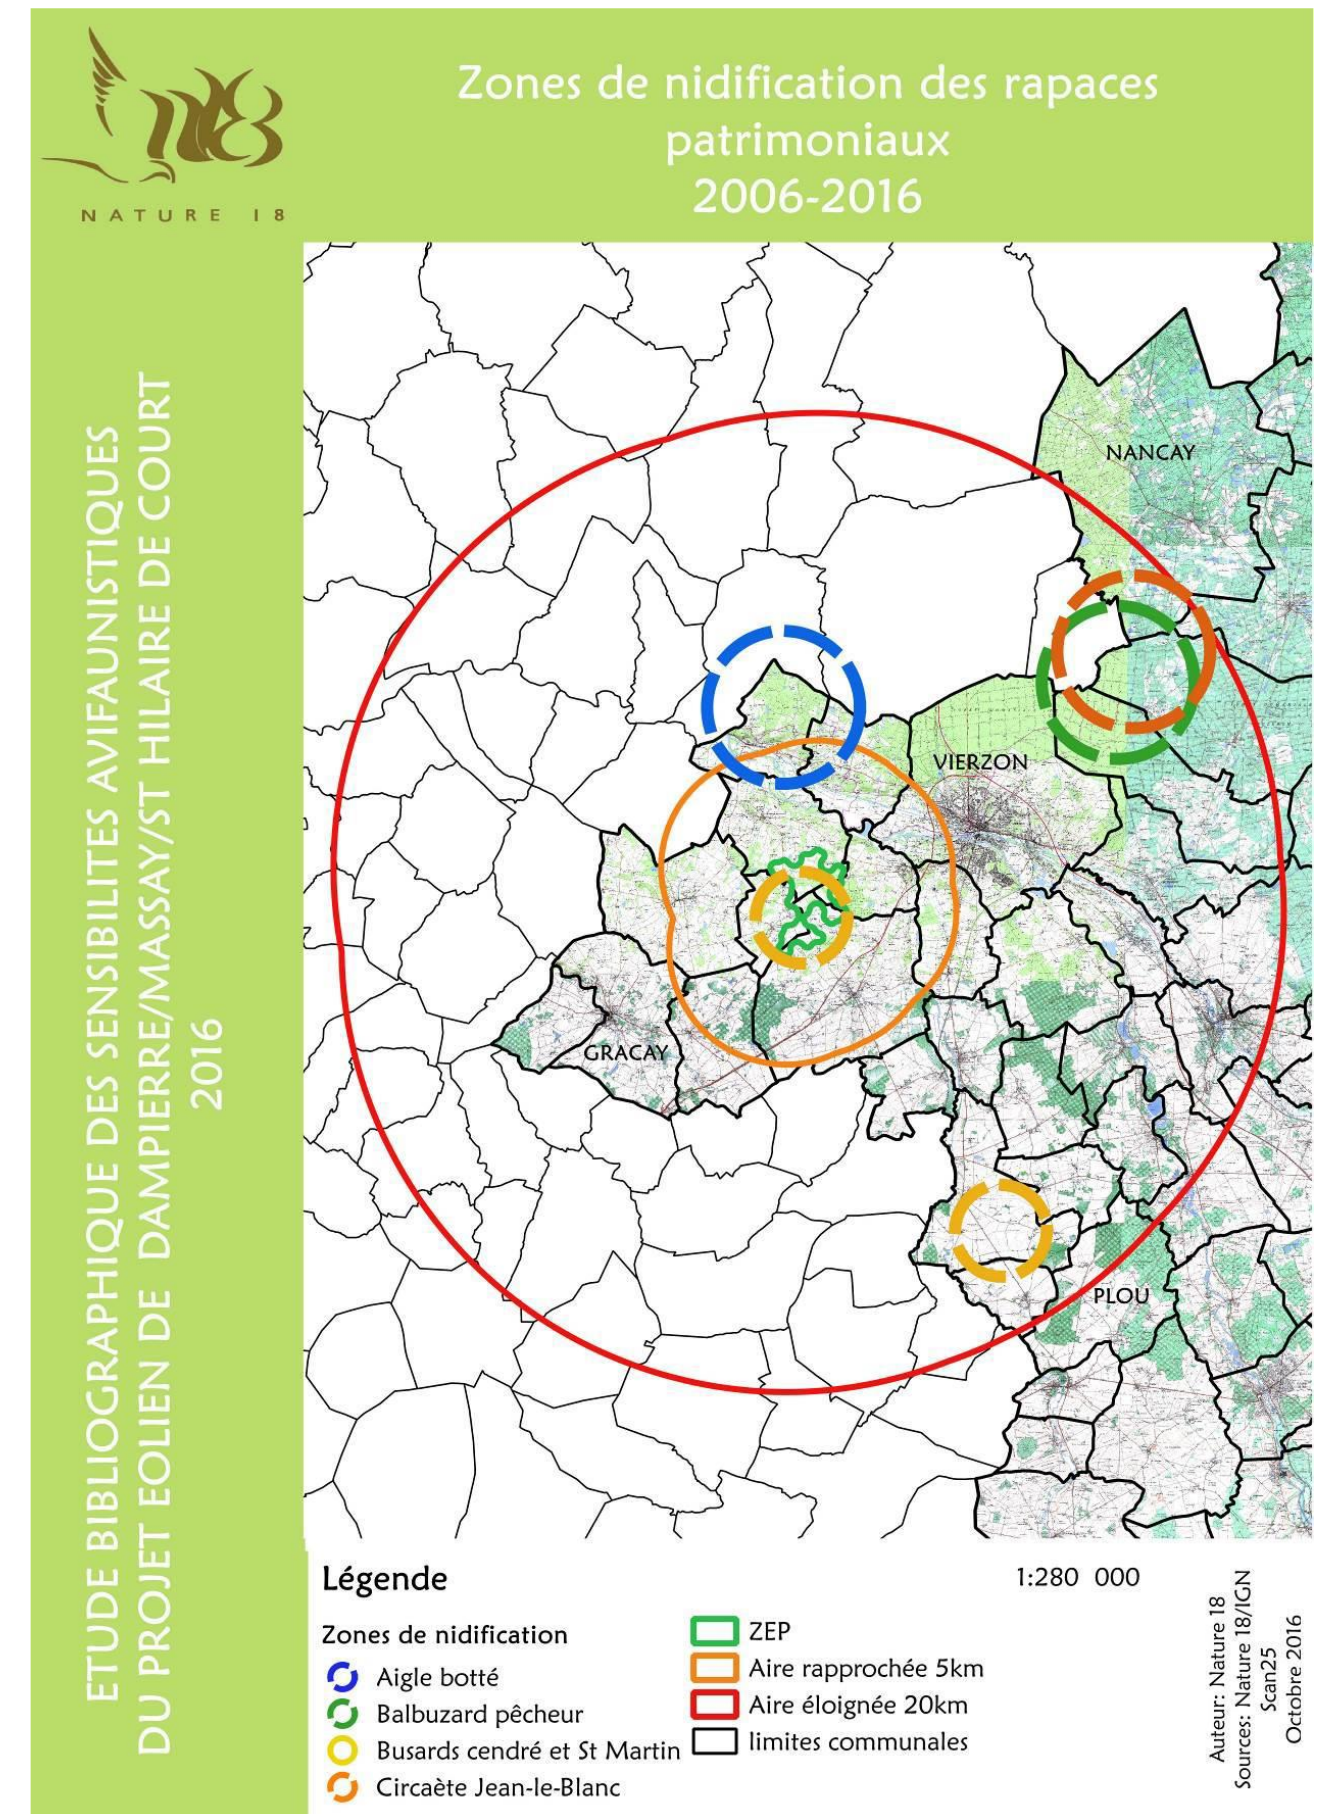 NATURE 18
Zones de nidification des rapaces
patrimoniaux
2006-2016
ETUDE BIBLIOGRAPHIQUE DES SENSIBILITES AVIFAUNISTIQUES
DU PROJET EOLIEN DE DAMPIERRE/MASSAY/ST HILAIRE DE COURT
2016
NANCAY
VIERZON
GRACAY
PLOU
Légende
Zones de nidification
Aigle botté
Balbuzard pêcheur
Busards cendré et St Martin
Circaète Jean-le-Blanc
ZEP
Aire rapprochée 5km
Aire éloignée 20km
limites communales
1:280 000
Auteur: Nature 18
Sources: Nature 18/IGN
Scan25
Octobre 2016